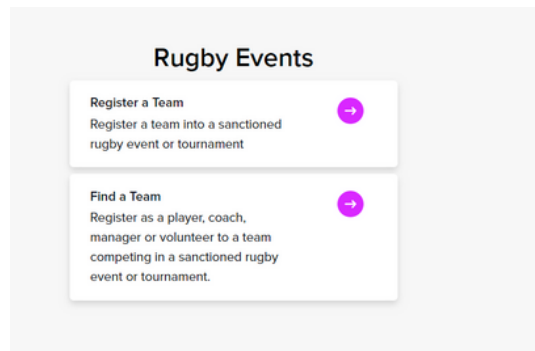 Rugby Events
Register a Team
Register a team into a sanctioned
rugby event or tournament
Find a Team
Register as a player, coach,
manager or volunteer to a team
competing in a sanctioned rugby
event or tournament.